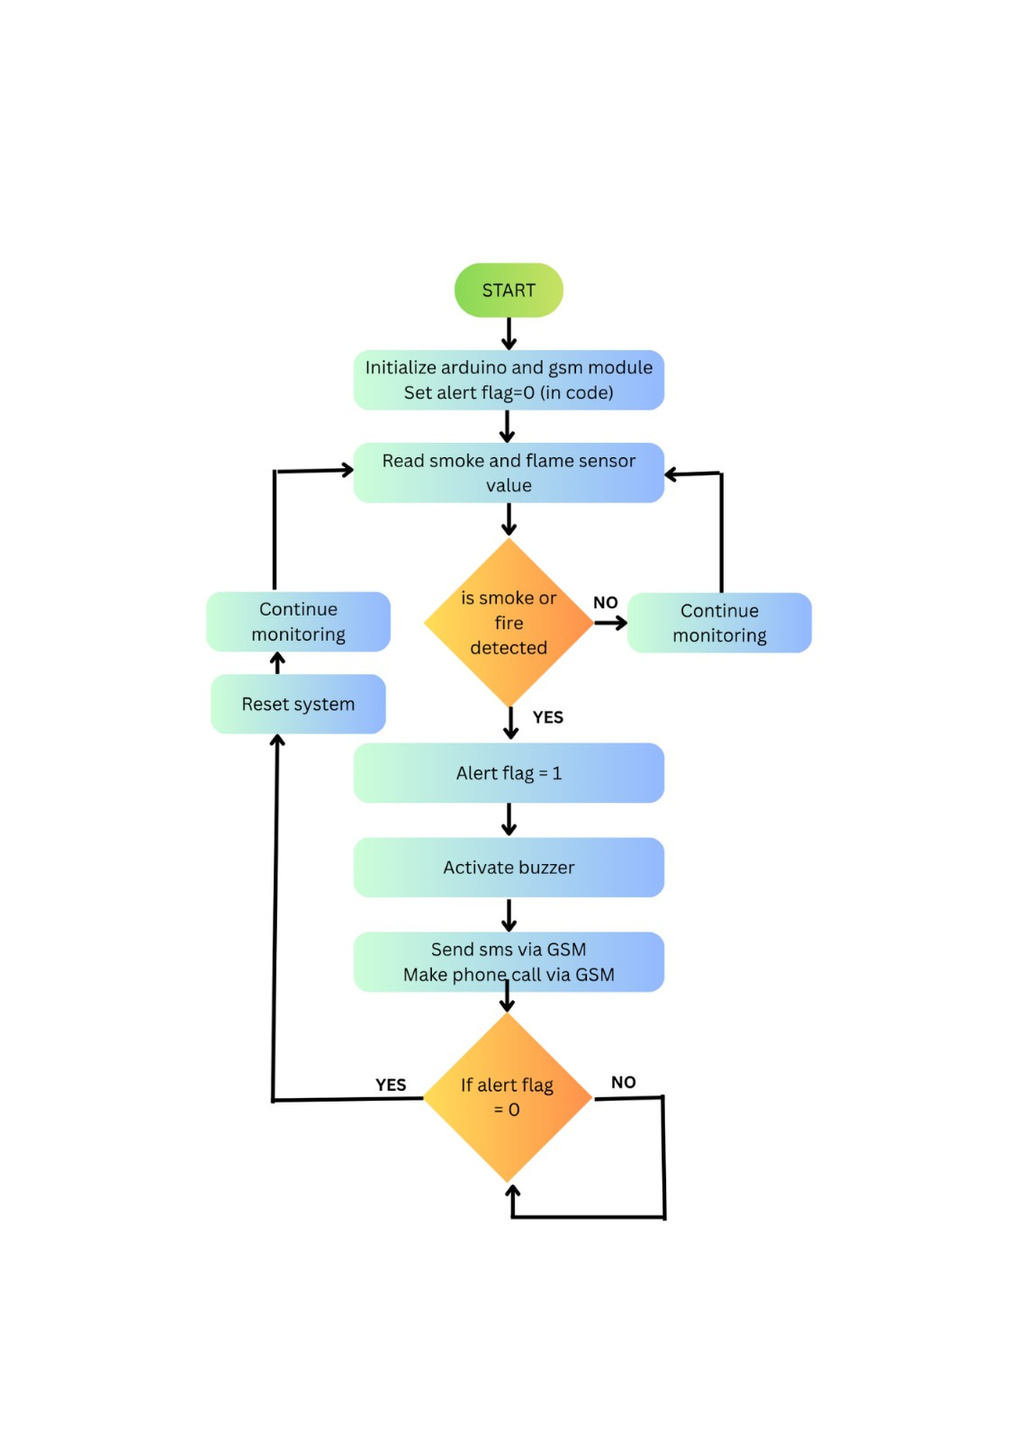 START
Initialize arduino and gsm module
Set alert flag=0 (in code)
Read smoke and flame sensor
value
is smoke or
fire
detected
NO
Continue
monitoring
Continue
monitoring
Reset system
YES
Alert flag = 1
Activate buzzer
Send sms via GSM
Make phone call via GSM
If alert flag
= 0
YES
NO